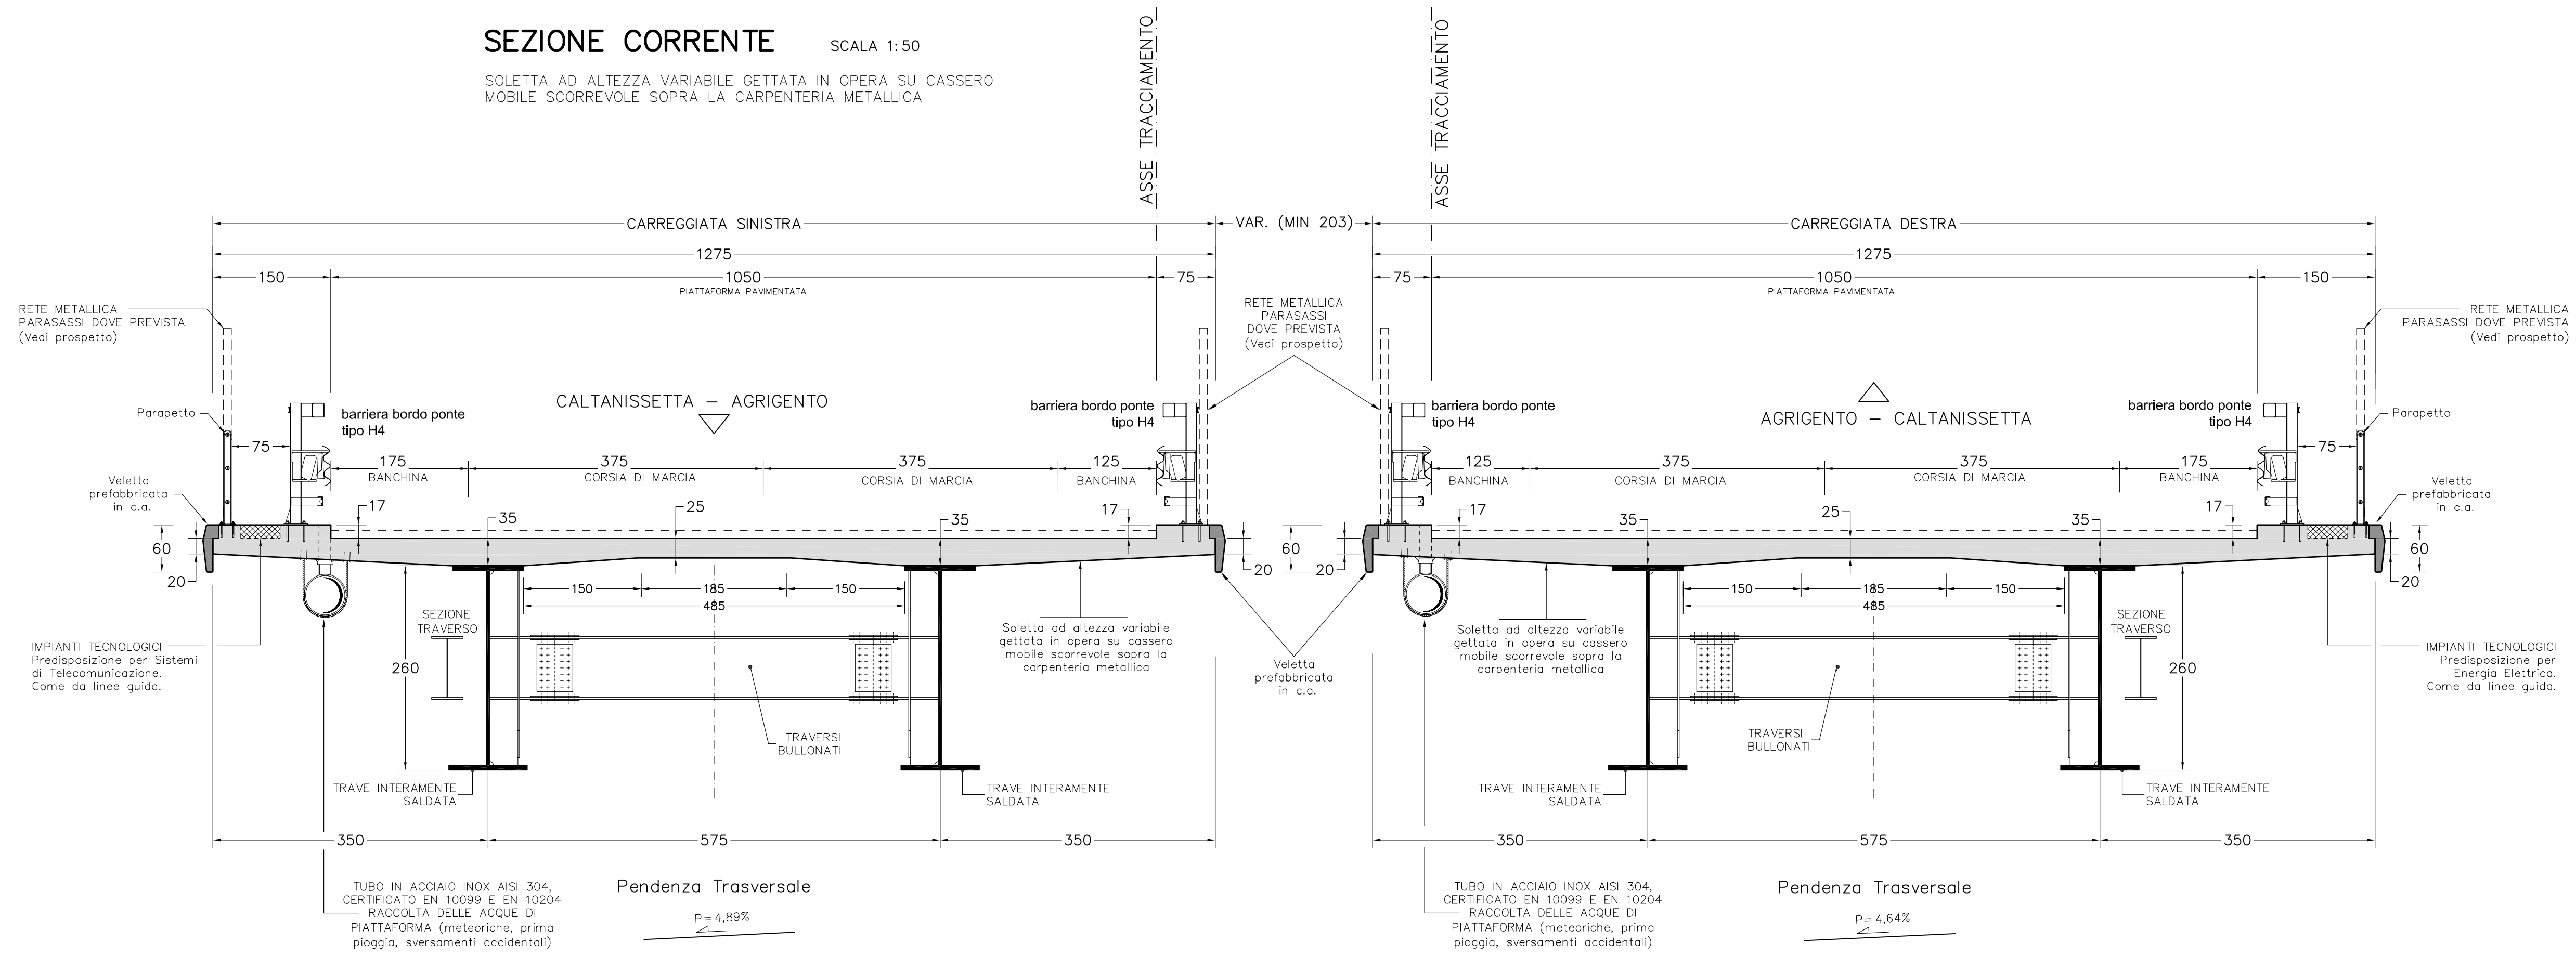 SEZIONE CORRENTE SCALA 1:50
SOLETTA AD ALTEZZA VARIABILE GETTATA IN OPERA SU CASSERO
MOBILE SCORREVOLE SOPRA LA CARPENTERIA METALLICA
ASSE TRACCIAMENTO
ASSE TRACCIAMENTO
CARREGGIATA SINISTRA
VAR. (MIN 203)
CARREGGIATA DESTRA
1275
1275
150
1050
75
75
1050
150
PIATTAFORMA PAVIMENTATA
PIATTAFORMA PAVIMENTATA
RETE METALLICA
PARASASSI DOVE PREVISTA
(Vedi prospetto)
RETE METALLICA
PARASASSI
DOVE PREVISTA
(Vedi prospetto)
RETE METALLICA
PARASASSI DOVE PREVISTA
(Vedi prospetto)
Parapetto
75
barriera bordo ponte
tipo H4
CALTANISSETTA – AGRIGENTO
barriera bordo ponte
tipo H4
barriera bordo ponte
tipo H4
AGRIGENTO – CALTANISSETTA
barriera bordo ponte
tipo H4
75
Parapetto
175
BANCHINA
375
CORSIA DI MARCIA
375
CORSIA DI MARCIA
125
BANCHINA
125
BANCHINA
375
CORSIA DI MARCIA
375
CORSIA DI MARCIA
175
BANCHINA
Veletta
prefabbricata
in c.a.
Veletta
prefabbricata
in c.a.
17
35
25
35
17
17
35
25
35
17
60
20
60
20
20
60
20
150
185
150
485
150
185
150
485
SEZIONE
TRAVERSO
SEZIONE
TRAVERSO
260
260
IMPIANTI TECNOLOGICI
Predisposizione per Sistemi
di Telecomunicazione.
Come da linee guida.
Soletta ad altezza variabile
gettata in opera su cassero
mobile scorrevole sopra la
carpenteria metallica
Veletta
prefabbricata
in c.a.
Soletta ad altezza variabile
gettata in opera su cassero
mobile scorrevole sopra la
carpenteria metallica
IMPIANTI TECNOLOGICI
Predisposizione per
Energia Elettrica.
Come da linee guida.
TRAVERSI
BULLONATI
TRAVERSI
BULLONATI
TRAVE INTERAMENTE
SALDATA
TRAVE INTERAMENTE
SALDATA
TRAVE INTERAMENTE
SALDATA
TRAVE INTERAMENTE
SALDATA
350
575
350
350
575
350
TUBO IN ACCIAIO INOX AISI 304,
CERTIFICATO EN 10099 E EN 10204
RACCOLTA DELLE ACQUE DI
PIATTAFORMA (meteoriche, prima
pioggia, sversamenti accidentali)
Pendenza Trasversale
P= 4,89%
TUBO IN ACCIAIO INOX AISI 304,
CERTIFICATO EN 10099 E EN 10204
RACCOLTA DELLE ACQUE DI
PIATTAFORMA (meteoriche, prima
pioggia, sversamenti accidentali)
Pendenza Trasversale
P= 4,64%